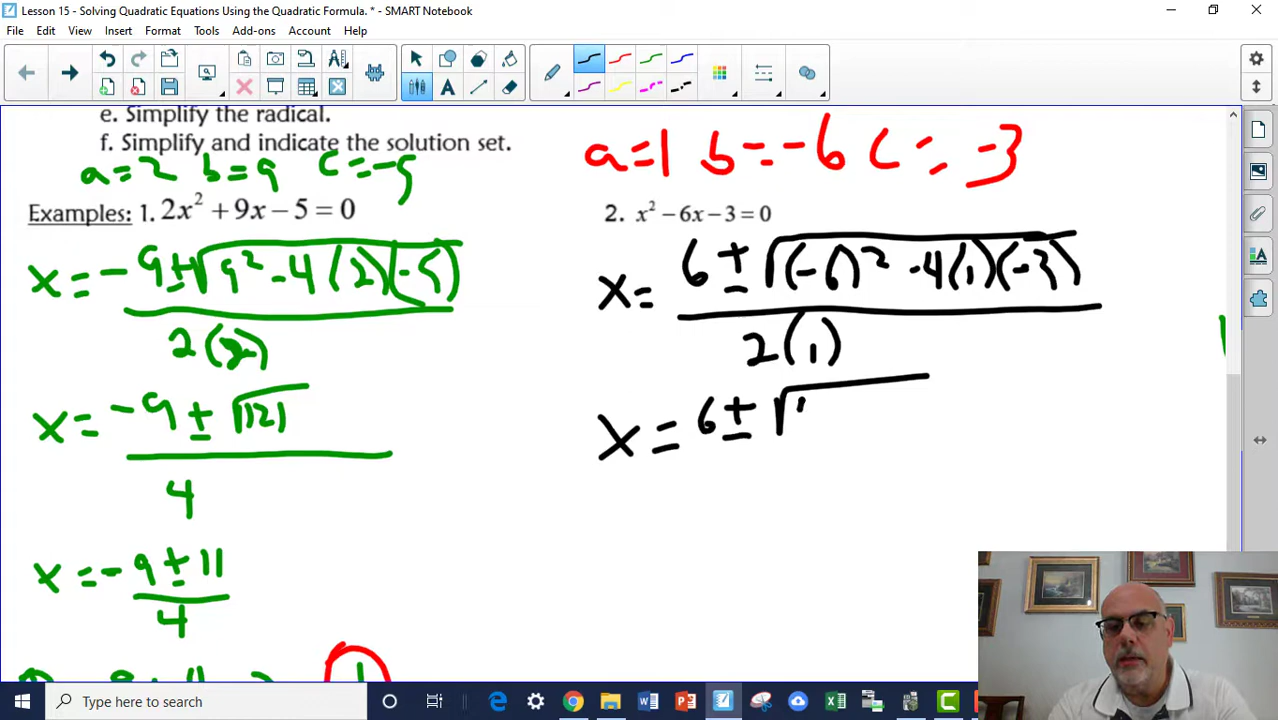 Lesson 15 - Solving Quadratic Equations Using the Quadratic Formula. * - SMART Notebook
File Edit View Insert Format Tools Add-ons Account Help
e. Simplify the radical.
f. Simplify and indicate the solution set.
a=2 b=9 c=-5
Examples: 1. 2x² + 9x − 5 = 0
x = -9±√9²-4(2)(-5)
2(2)
x = -9 ± √121
4
x = -9 ± 11
4
a=1 b=-6 c=-3
2. x² − 6x − 3 = 0
x= 6 ± √(-6)² -4(1)(-3)
2(1)
x = 6 ± √
Type here to search